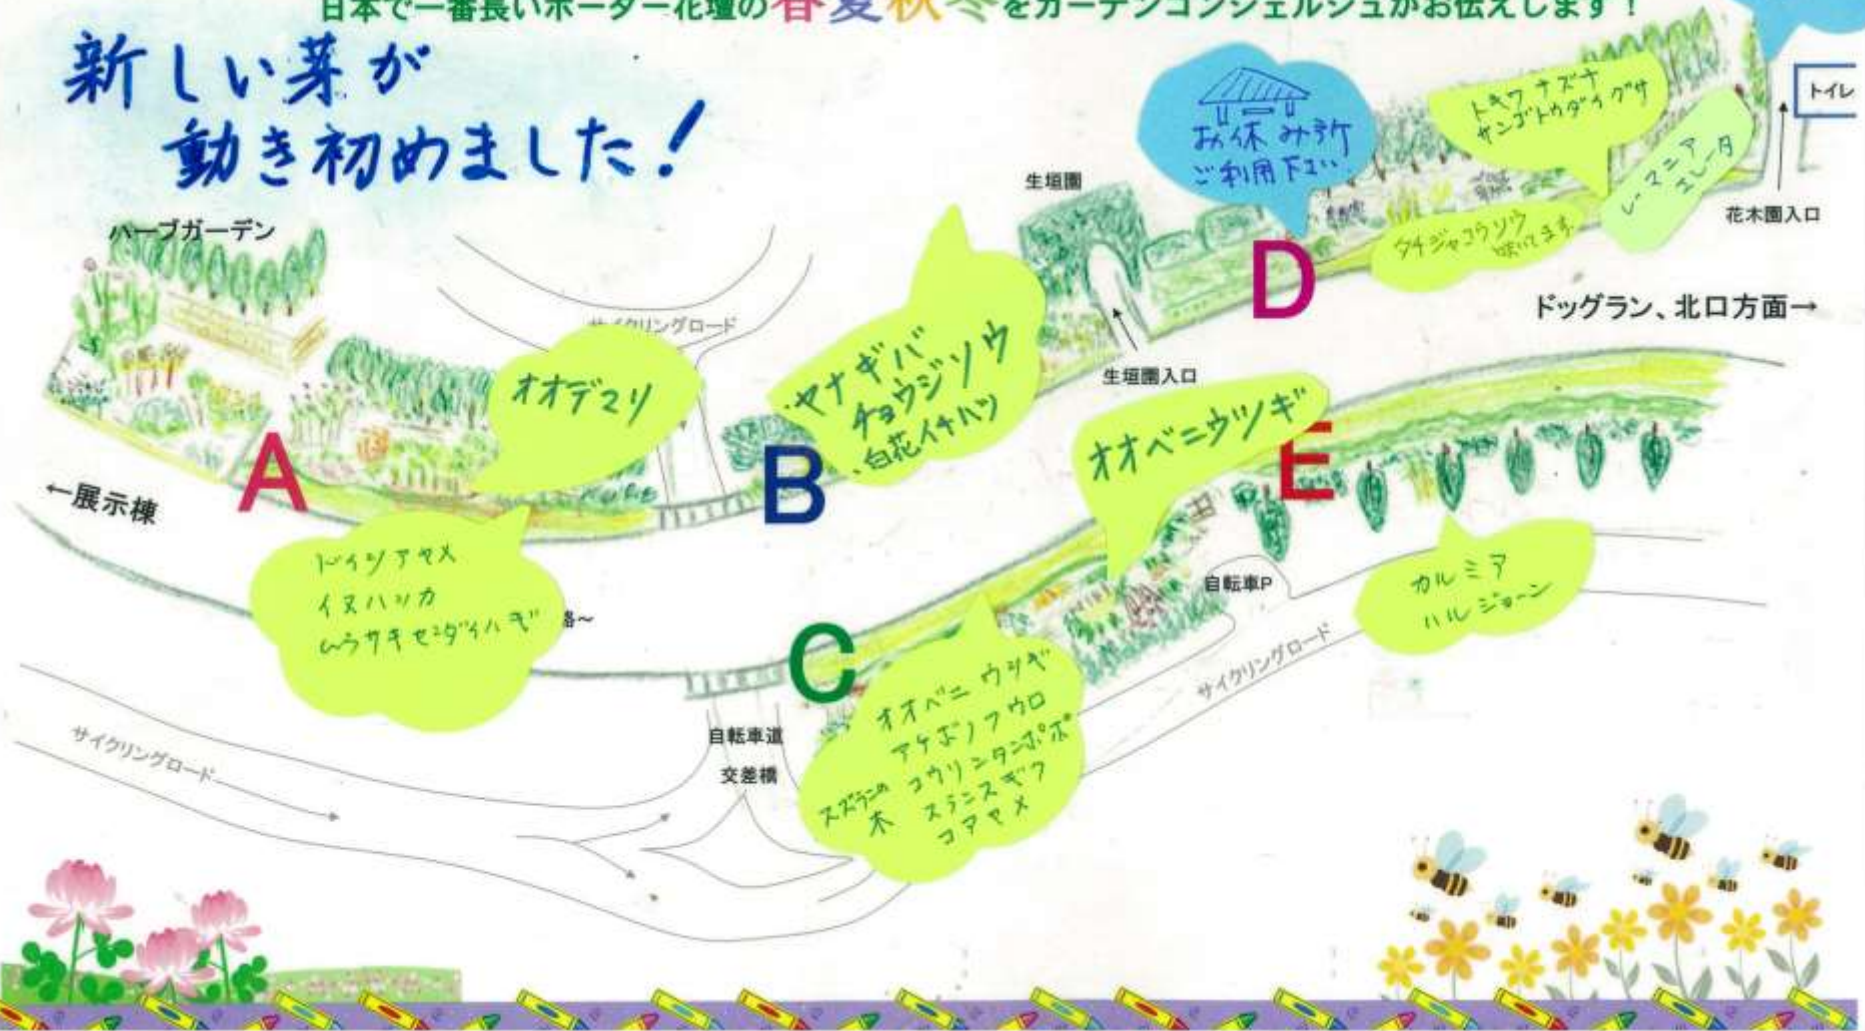 日本で一番長いボーダー花壇の春夏秋冬をガーデンコンシェルジュがお伝えします！
新しい芽が
動き初めました！
ハーブガーデン
サイクリングロード
オオデマリ
A
←展示棟
ドイツアヤメ
イヌハッカ
ムラサキセンダイハギ
路～
ヤナギバ
チョウジソウ
白花イチハツ
B
生垣園
生垣園入口
お休み所
ご利用下さい
D
トキワナズナ
サンゴトウダイグサ
タイジャコウソウ
咲いてます
レーマニア
エレータ
トイレ
花木園入口
ドッグラン、北口方面→
オオベニウツギ
E
自転車P
カルミア
ハルジョーン
サイクリングロード
C
オオベニウツギ
アケボノフウロ
コウリンタンポポ
スズランの木
ステンスギフ
コアヤメ
自転車道
交差橋
サイクリングロード